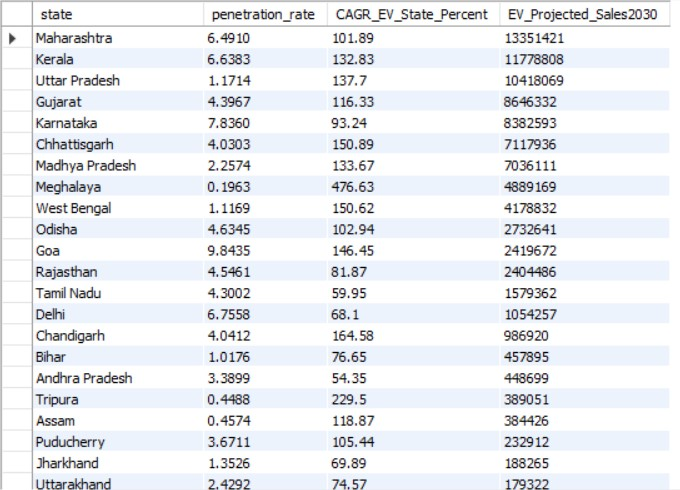 state penetration_rate CAGR_EV_State_Percent EV_Projected_Sales2030
Maharashtra 6.4910 101.89 13351421
Kerala 6.6383 132.83 11778808
Uttar Pradesh 1.1714 137.7 10418069
Gujarat 4.3967 116.33 8646332
Karnataka 7.8360 93.24 8382593
Chhattisgarh 4.0303 150.89 7117936
Madhya Pradesh 2.2574 133.67 7036111
Meghalaya 0.1963 476.63 4889169
West Bengal 1.1169 150.62 4178832
Odisha 4.6345 102.94 2732641
Goa 9.8435 146.45 2419672
Rajasthan 4.5461 81.87 2404486
Tamil Nadu 4.3002 59.95 1579362
Delhi 6.7558 68.1 1054257
Chandigarh 4.0412 164.58 986920
Bihar 1.0176 76.65 457895
Andhra Pradesh 3.3899 54.35 448699
Tripura 0.4488 229.5 389051
Assam 0.4574 118.87 384426
Puducherry 3.6711 105.44 232912
Jharkhand 1.3526 69.89 188265
Uttarakhand 2.4292 74.57 179322